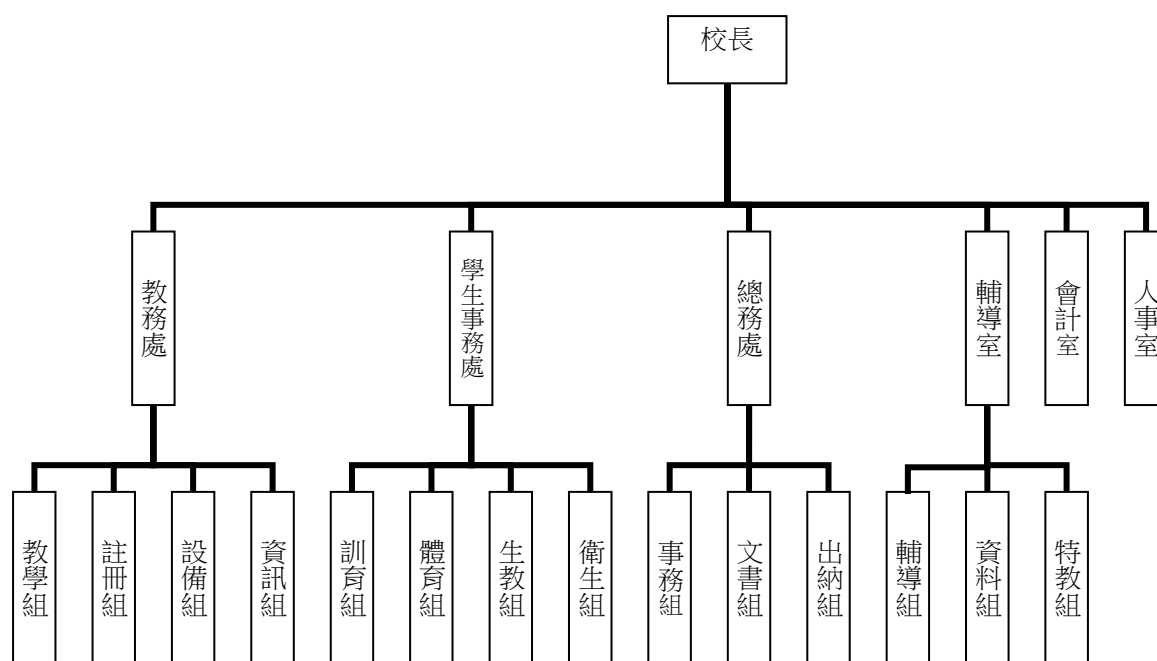 校長
教務處
學生事務處
總務處
輔導室
會計室
人事室
教學組
註冊組
設備組
資訊組
訓育組
體育組
生教組
衛生組
事務組
文書組
出納組
輔導組
資料組
特教組